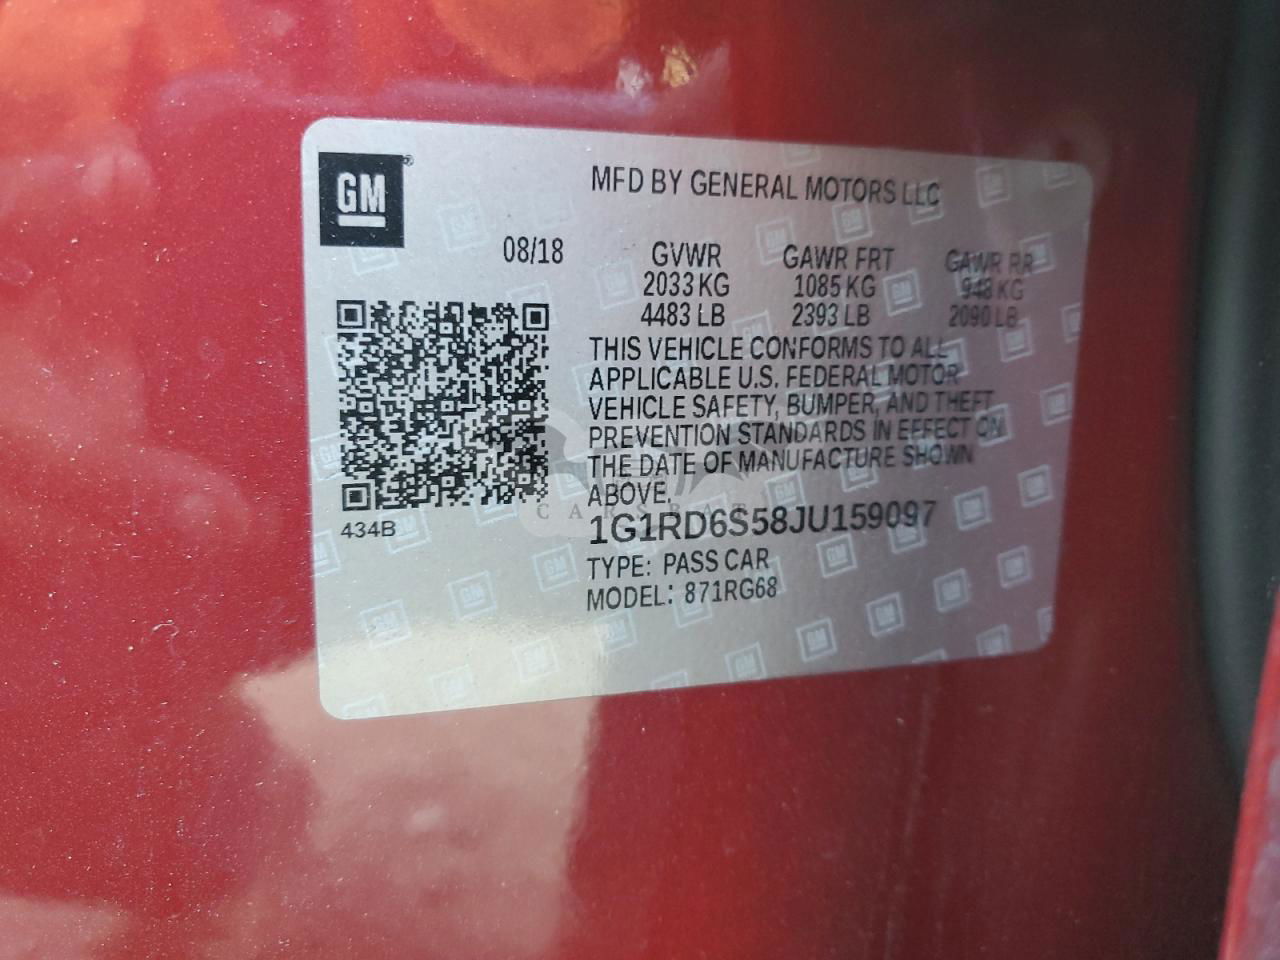 GM
MFD BY GENERAL MOTORS LLC
08/18
GVWR GAWR FRT GAWR RR
2033 KG 1085 KG 948 KG
4483 LB 2393 LB 2090 LB
THIS VEHICLE CONFORMS TO ALL
APPLICABLE U.S. FEDERAL MOTOR
VEHICLE SAFETY, BUMPER, AND THEFT
PREVENTION STANDARDS IN EFFECT ON
THE DATE OF MANUFACTURE SHOWN
ABOVE.
CARSBAT
434B
1G1RD6S58JU159097
TYPE: PASS CAR
MODEL: 871RG68